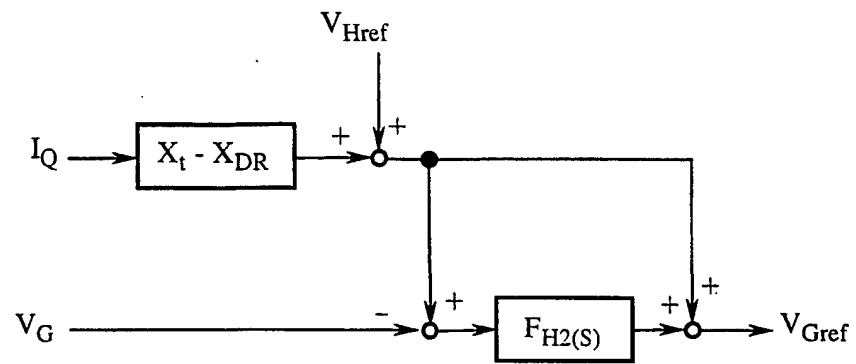 V_Href
I_Q
X_t - X_DR
+
+
V_G
-
+
F_H2(S)
+
+
V_Gref